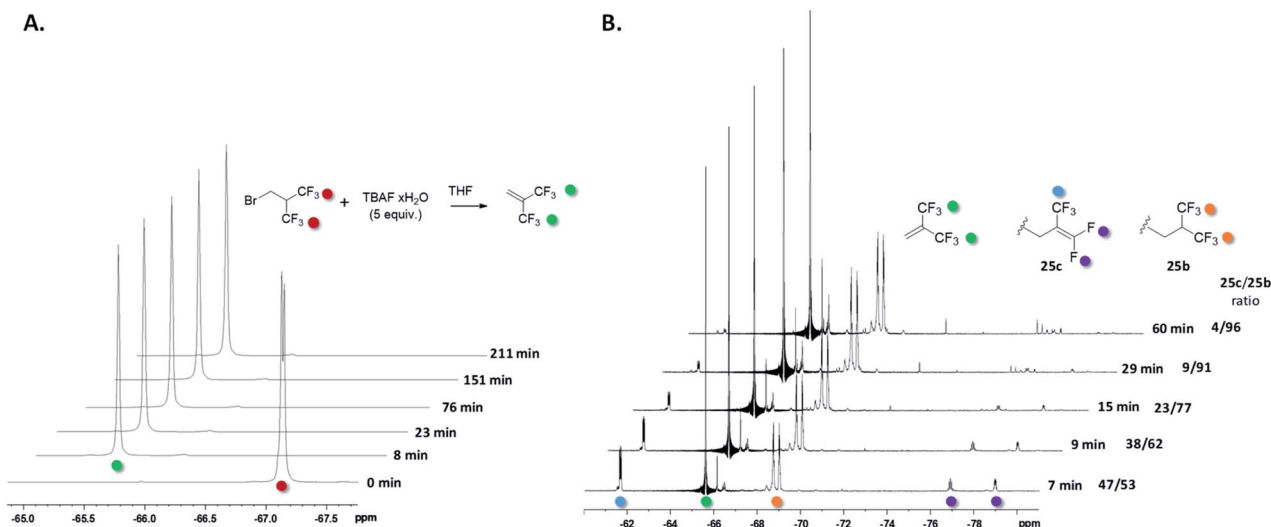 A.
Br
CF3
CF3
+
TBAF xH2O
(5 equiv.)
THF
CF3
CF3
211 min
151 min
76 min
23 min
8 min
0 min
-65.0 -65.5 -66.0 -66.5 -67.0 -67.5 ppm
B.
CF3
CF3
CF3
F
F
25c
CF3
CF3
25b
25c/25b
ratio
60 min 4/96
29 min 9/91
15 min 23/77
9 min 38/62
7 min 47/53
-62 -64 -66 -68 -70 -72 -74 -76 -78 ppm